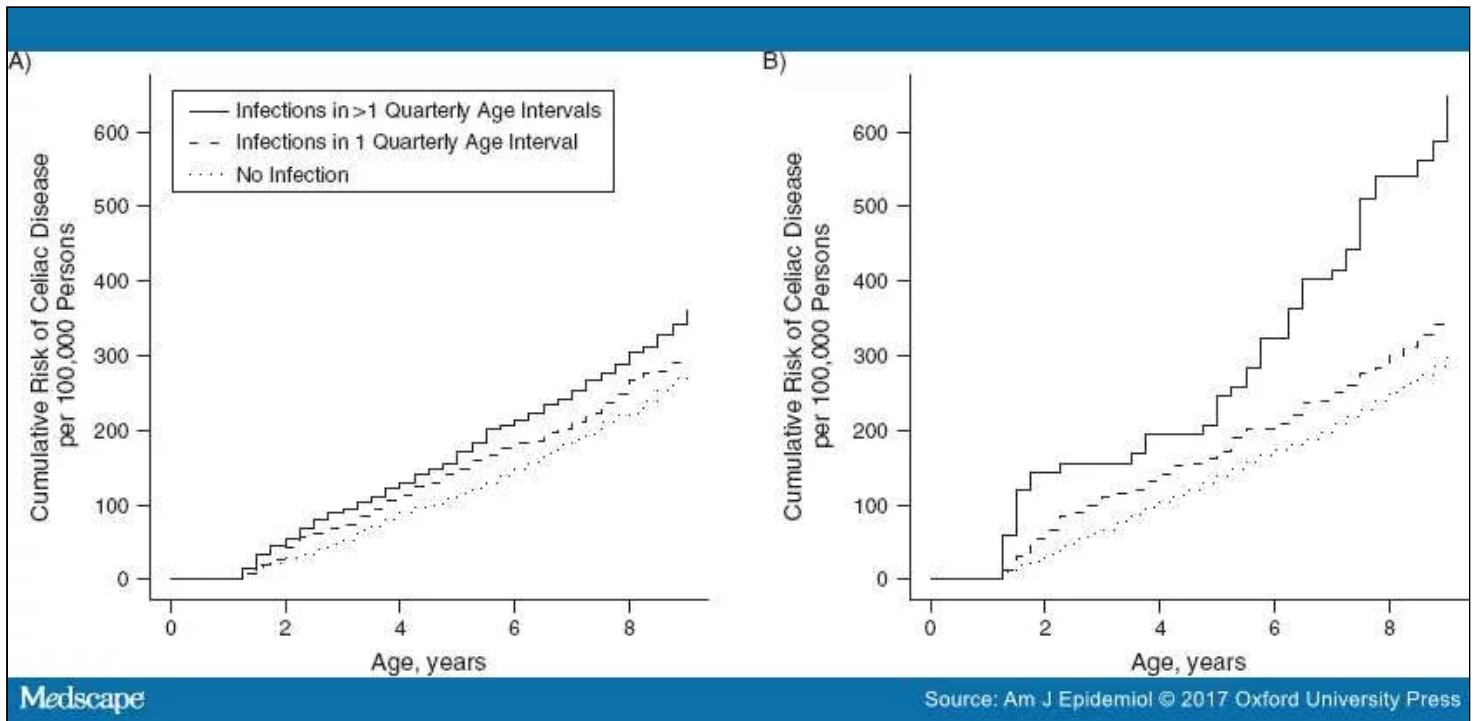 A)
Infections in >1 Quarterly Age Intervals
Infections in 1 Quarterly Age Interval
No Infection
Cumulative Risk of Celiac Disease
per 100,000 Persons
600
500
400
300
200
100
0
0 2 4 6 8
Age, years
B)
Cumulative Risk of Celiac Disease
per 100,000 Persons
600
500
400
300
200
100
0
0 2 4 6 8
Age, years
Medscape
Source: Am J Epidemiol © 2017 Oxford University Press